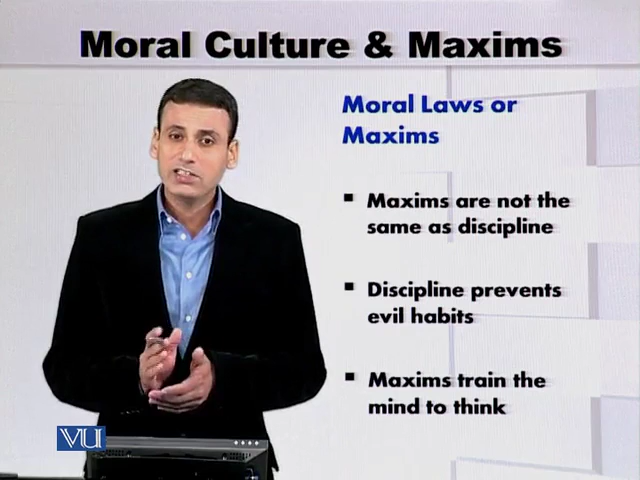 Moral Culture & Maxims
Moral Laws or
Maxims
▪ Maxims are not the
same as discipline
▪ Discipline prevents
evil habits
▪ Maxims train the
mind to think
VU